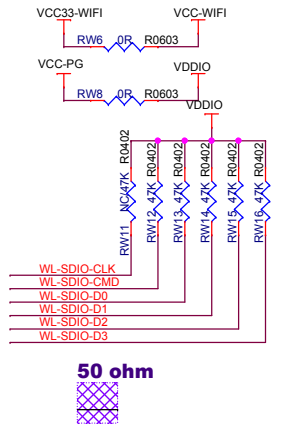 VCC33-WIFI VCC-WIFI
RW6 0R R0603
VCC-PG VDDIO
RW8 0R R0603
VDDIO
R0402 R0402 R0402 R0402 R0402 R0402
RW11 NC/47K RW12 47K RW13 47K RW14 47K RW15 47K RW16 47K
WL-SDIO-CLK
WL-SDIO-CMD
WL-SDIO-D0
WL-SDIO-D1
WL-SDIO-D2
WL-SDIO-D3
50 ohm